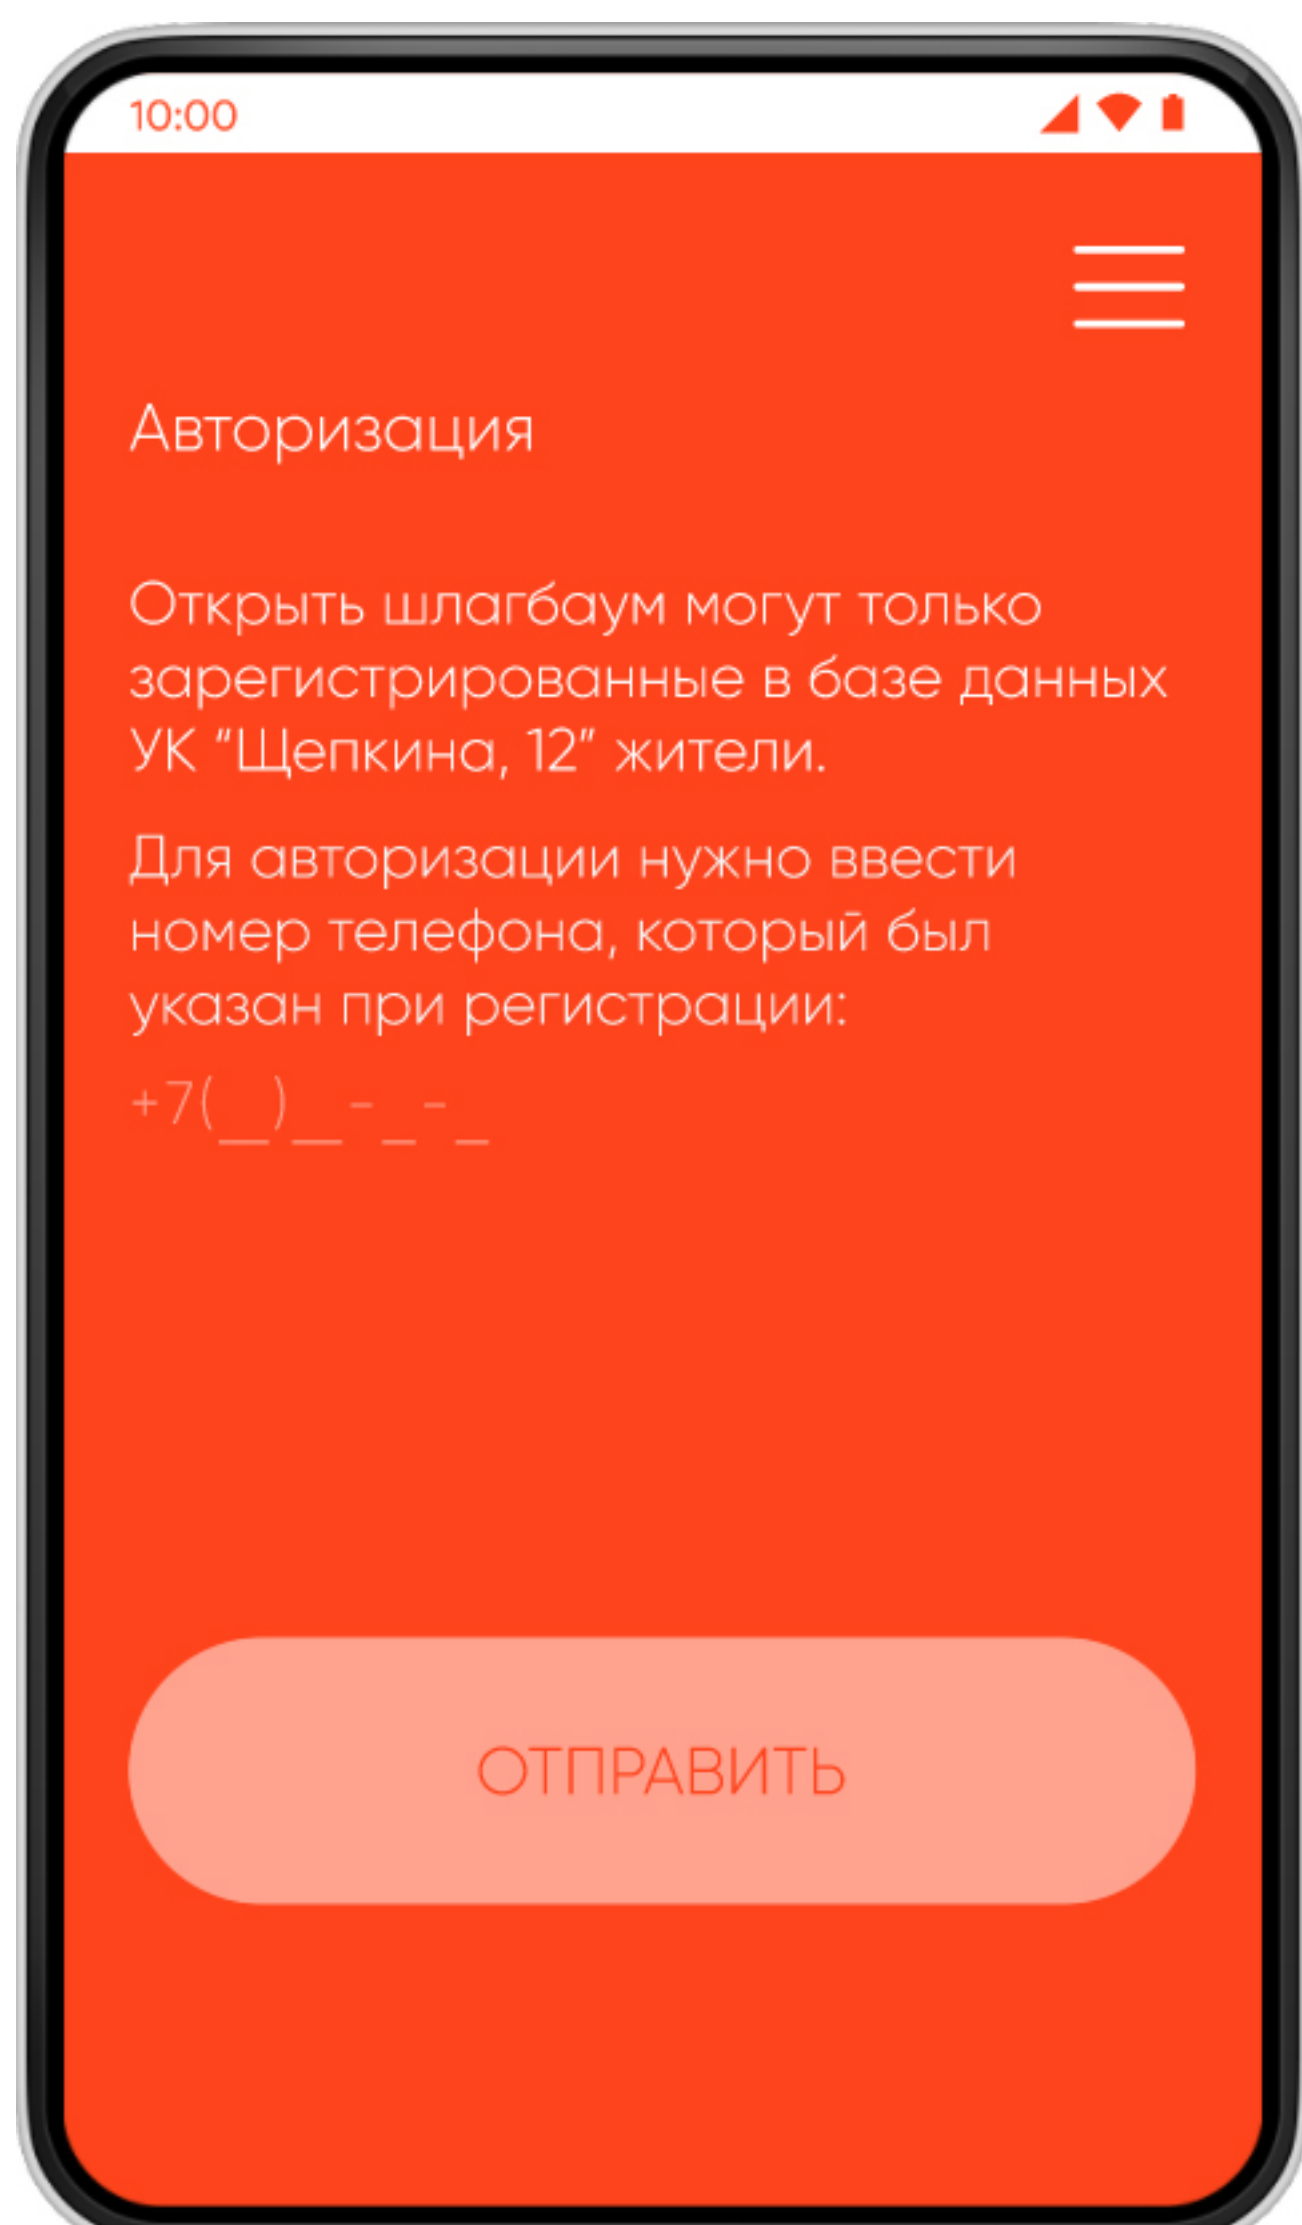 10:00
Авторизация
Открыть шлагбаум могут только
зарегистрированные в базе данных
УК “Щепкина, 12” жители.
Для авторизации нужно ввести
номер телефона, который был
указан при регистрации:
+7(__)__-_-_
ОТПРАВИТЬ